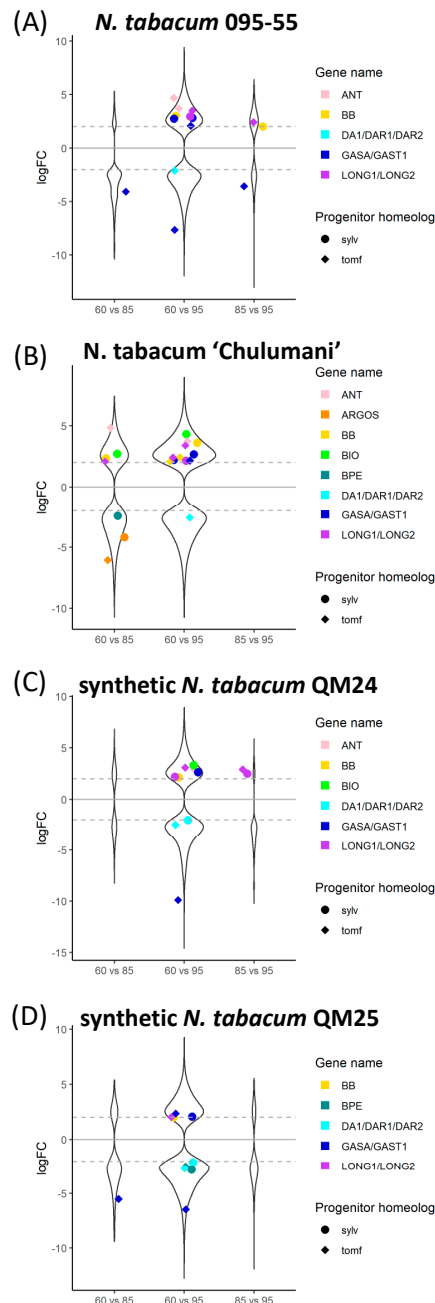 (A) N. tabacum 095-55
10
5
0
-5
-10
logFC
60 vs 85 60 vs 95 85 vs 95
Gene name
ANT
BB
DA1/DAR1/DAR2
GASA/GAST1
LONG1/LONG2
Progenitor homeolog
sylv
tomf
(B) N. tabacum ‘Chulumani’
5
0
-5
-10
logFC
60 vs 85 60 vs 95 85 vs 95
Gene name
ANT
ARGOS
BB
BIO
BPE
DA1/DAR1/DAR2
GASA/GAST1
LONG1/LONG2
Progenitor homeolog
sylv
tomf
(C) synthetic N. tabacum QM24
10
5
0
-5
-10
-15
logFC
60 vs 85 60 vs 95 85 vs 95
Gene name
ANT
BB
BIO
DA1/DAR1/DAR2
GASA/GAST1
LONG1/LONG2
Progenitor homeolog
sylv
tomf
(D) synthetic N. tabacum QM25
10
5
0
-5
-10
logFC
60 vs 85 60 vs 95 85 vs 95
Gene name
BB
BPE
DA1/DAR1/DAR2
GASA/GAST1
LONG1/LONG2
Progenitor homeolog
sylv
tomf